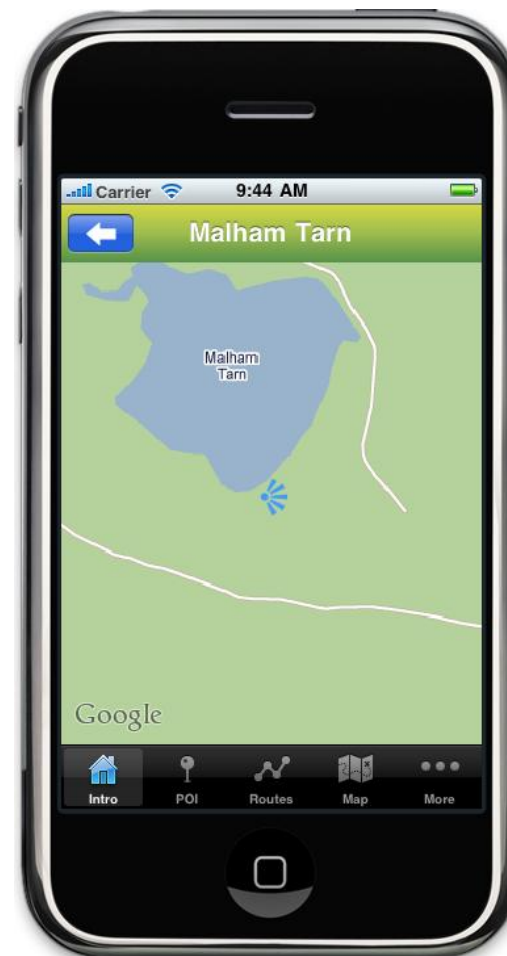 Carrier 9:44 AM
Malham Tarn
Malham
Tarn
Google
Intro POI Routes Map More